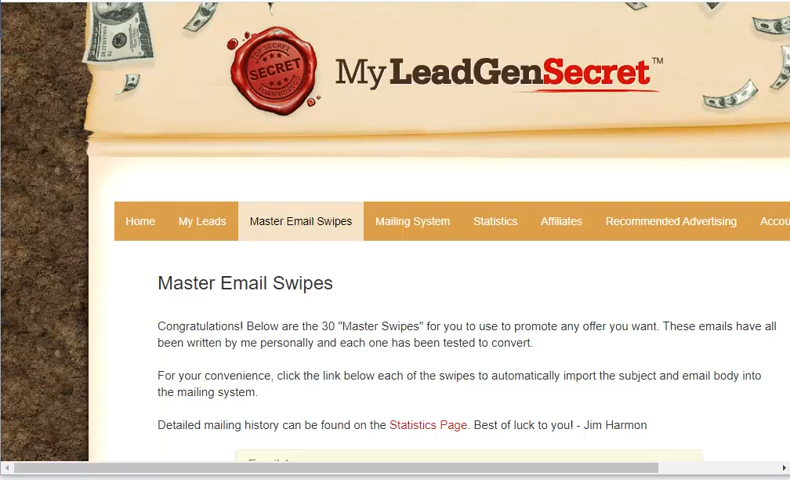 TOP SECRET
SECRET
My LeadGenSecret™
Home
My Leads
Master Email Swipes
Mailing System
Statistics
Affiliates
Recommended Advertising
Master Email Swipes
Congratulations! Below are the 30 "Master Swipes" for you to use to promote any offer you want. These emails have all
been written by me personally and each one has been tested to convert.
For your convenience, click the link below each of the swipes to automatically import the subject and email body into
the mailing system.
Detailed mailing history can be found on the Statistics Page. Best of luck to you! - Jim Harmon